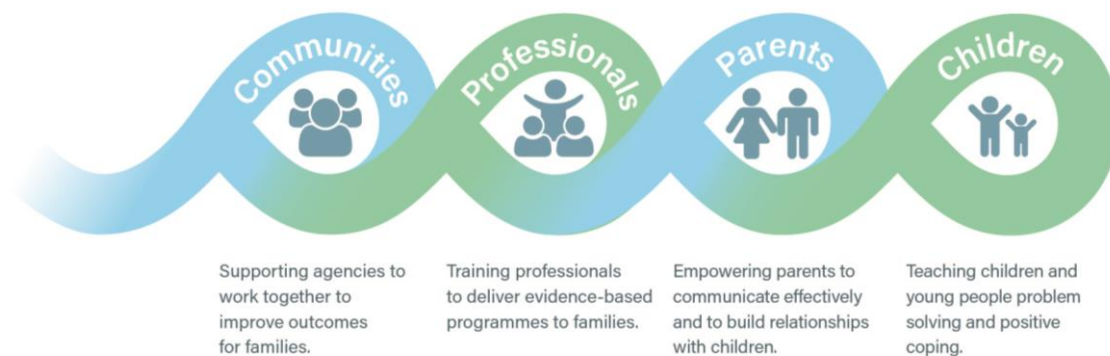 Communities
Professionals
Parents
Children
Supporting agencies to
work together to
improve outcomes
for families.
Training professionals
to deliver evidence-based
programmes to families.
Empowering parents to
communicate effectively
and to build relationships
with children.
Teaching children and
young people problem
solving and positive
coping.